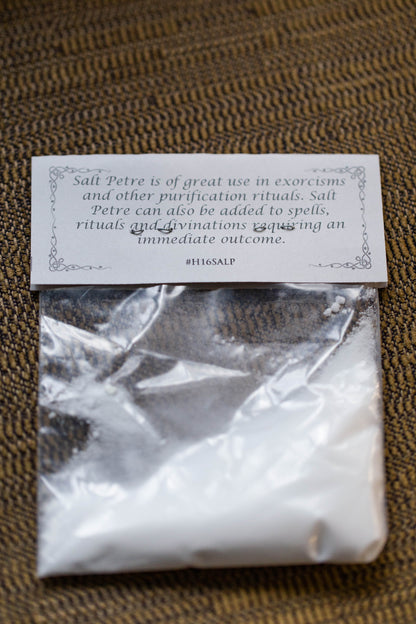 Salt Petre is of great use in exorcisms
and other purification rituals. Salt
Petre can also be added to spells,
rituals and divinations requiring an
immediate outcome.
#H16SALP